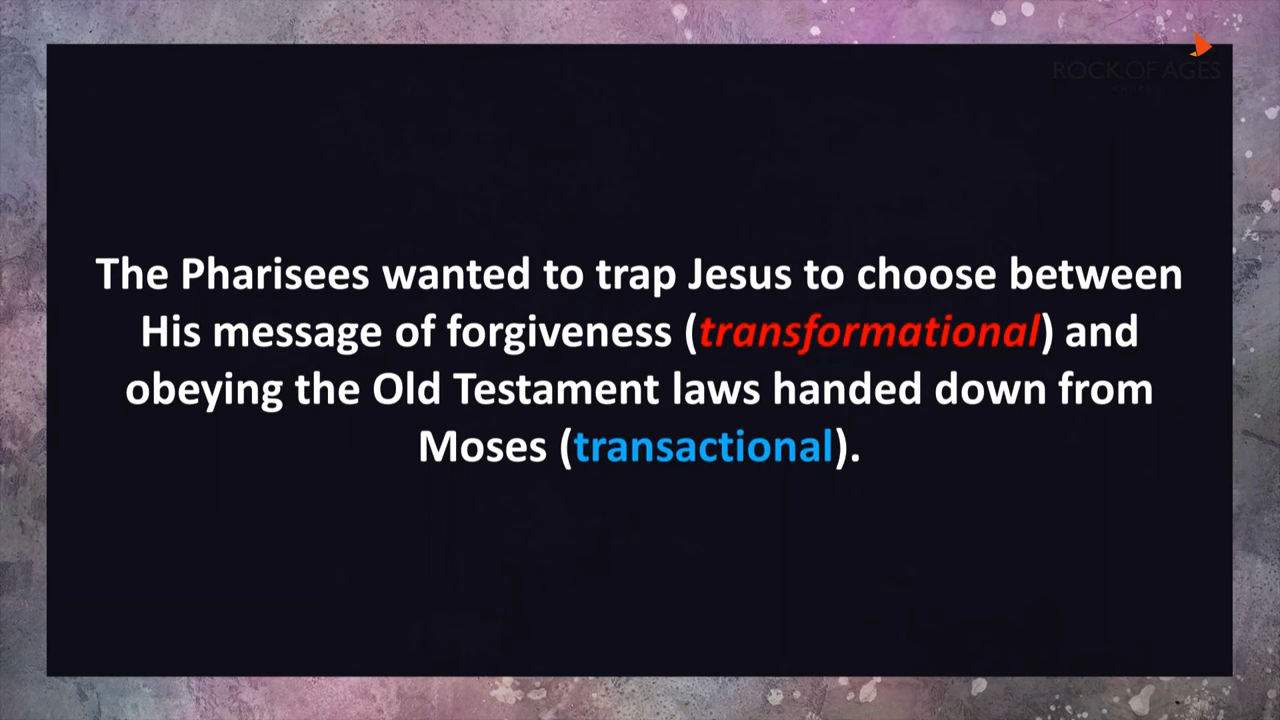 ROCK OF AGES
The Pharisees wanted to trap Jesus to choose between
His message of forgiveness (transformational) and
obeying the Old Testament laws handed down from
Moses (transactional).